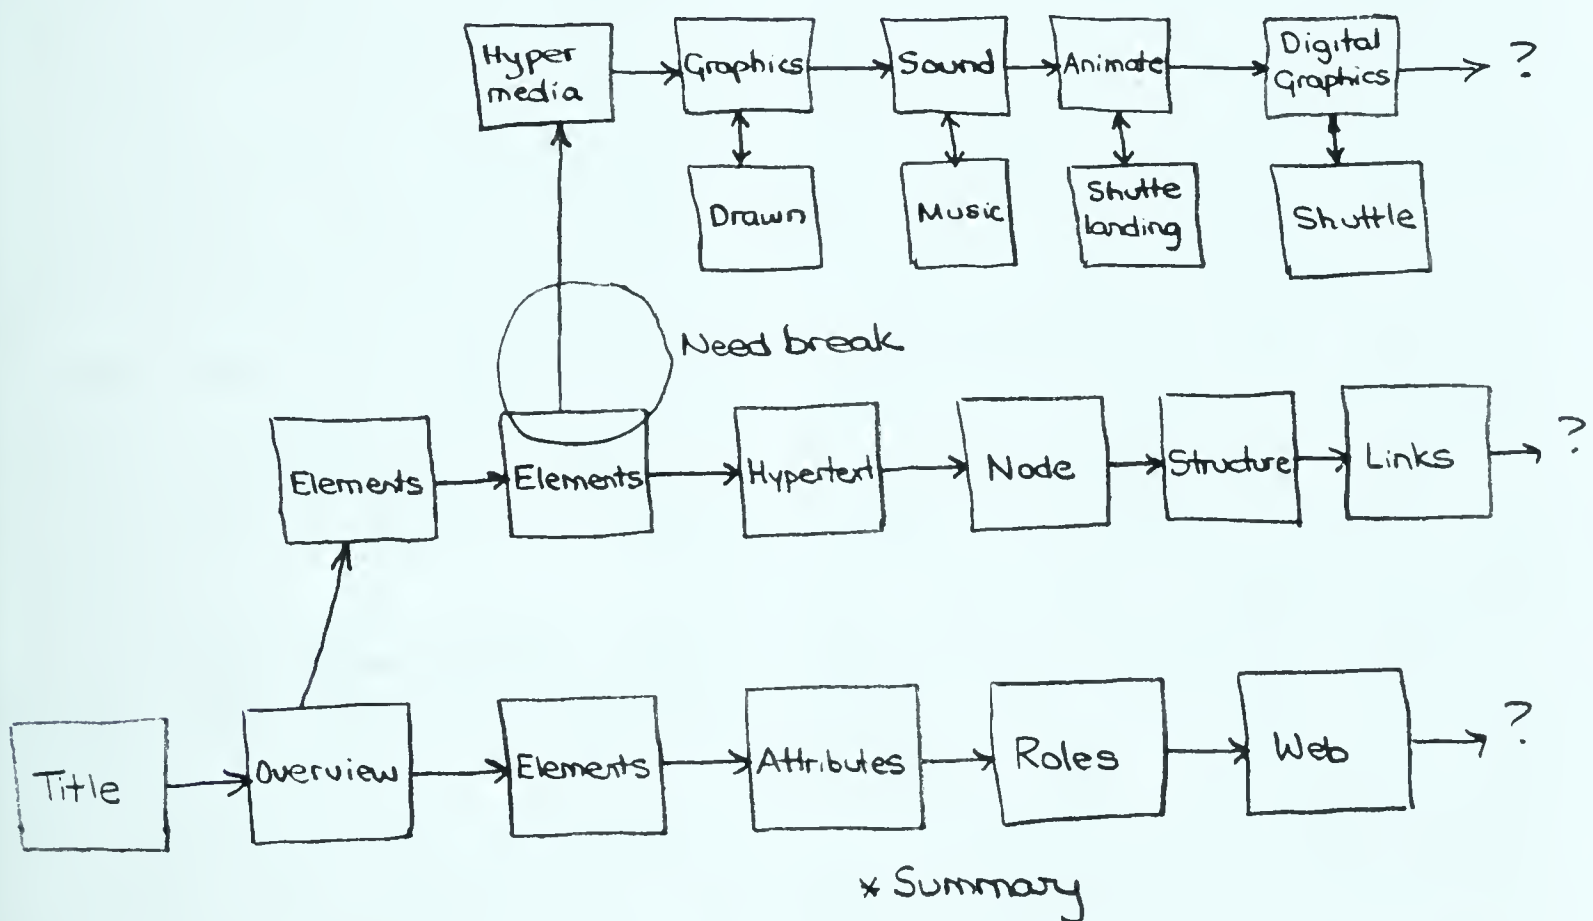 Hyper
media
Graphics
Sound
Animate
Digital
Graphics
?
Drawn
Music
Shutte
landing
Shuttle
Need break
Elements
Elements
Hypertext
Node
Structure
Links
?
Title
Overview
Elements
Attributes
Roles
Web
?
* Summary